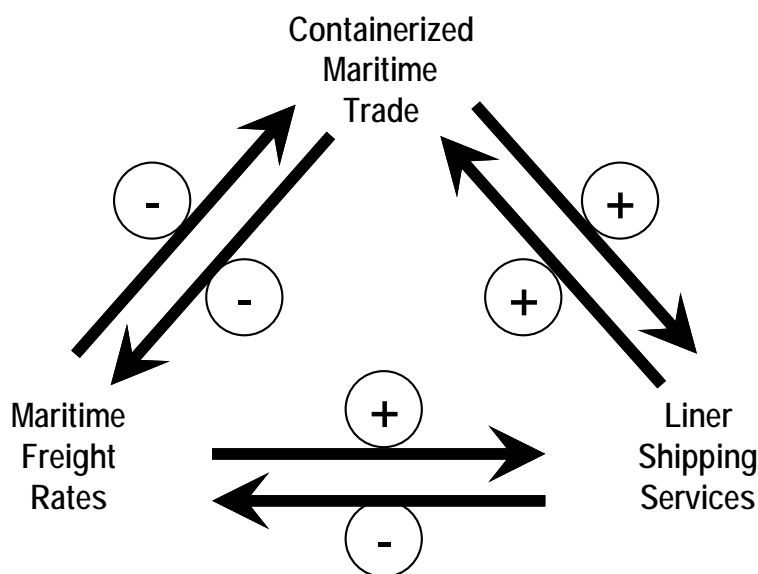 Containerized
Maritime
Trade
-
+
-
+
+
Maritime
Freight
Rates
Liner
Shipping
Services
-